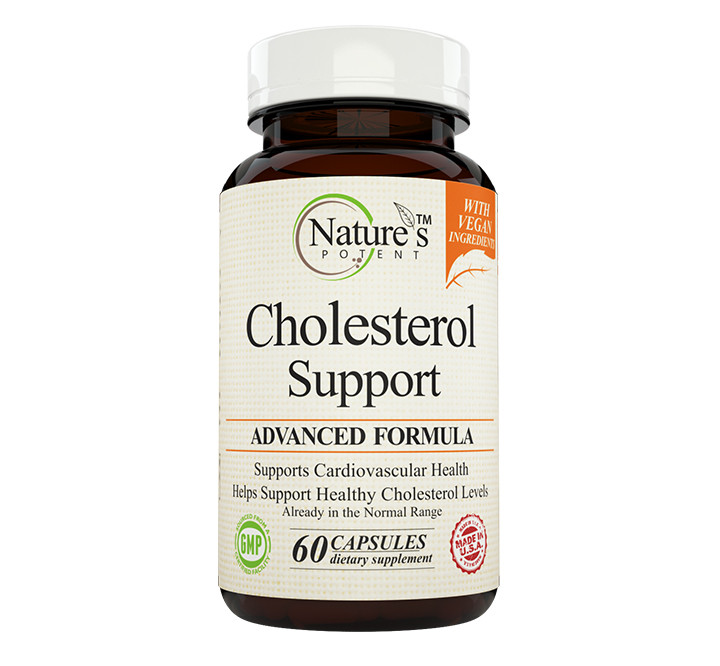 Nature's™
POTENT
WITH
VEGAN
INGREDIENTS
Cholesterol
Support
ADVANCED FORMULA
Supports Cardiovascular Health
Helps Support Healthy Cholesterol Levels
Already in the Normal Range
GMP
60 CAPSULES
dietary supplement
MADE IN
U.S.A.